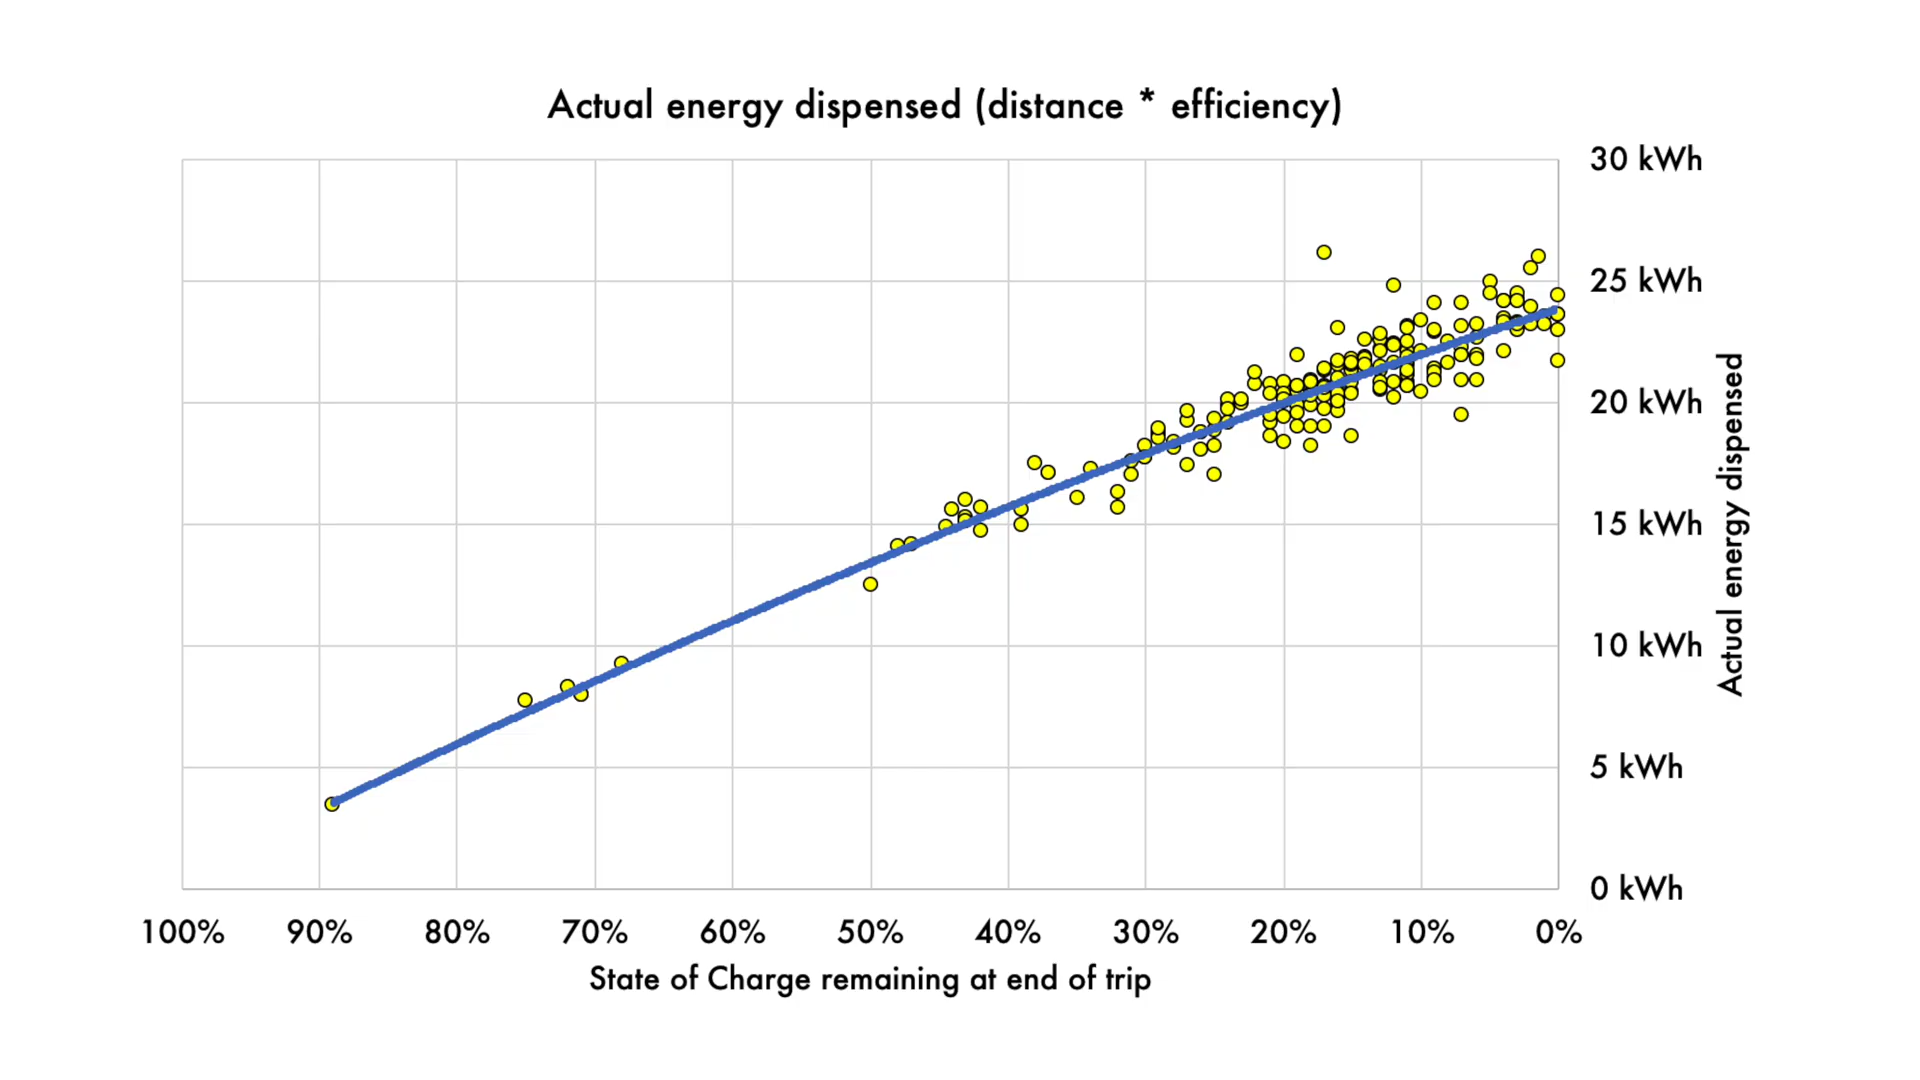 Actual energy dispensed (distance * efficiency)
30 kWh
25 kWh
20 kWh
15 kWh
10 kWh
5 kWh
0 kWh
Actual energy dispensed
100% 90% 80% 70% 60% 50% 40% 30% 20% 10% 0%
State of Charge remaining at end of trip